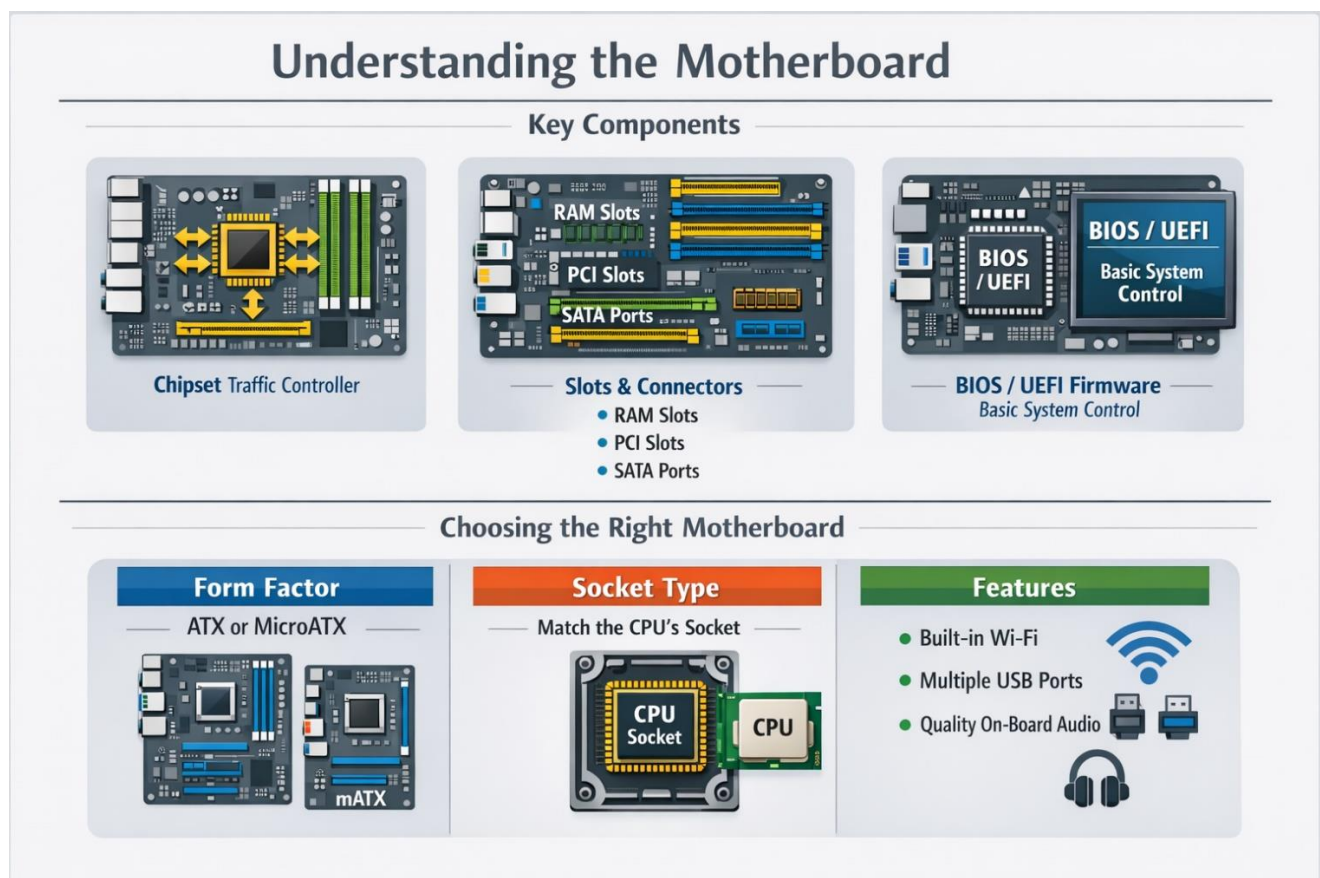 Understanding the Motherboard
Key Components
Chipset Traffic Controller
RAM Slots
PCI Slots
SATA Ports
Slots & Connectors
RAM Slots
PCI Slots
SATA Ports
BIOS
/ UEFI
BIOS / UEFI
Basic System
Control
BIOS / UEFI Firmware
Basic System Control
Choosing the Right Motherboard
Form Factor
ATX or MicroATX
mATX
Socket Type
Match the CPU's Socket
CPU
Socket
CPU
Features
Built-in Wi-Fi
Multiple USB Ports
Quality On-Board Audio